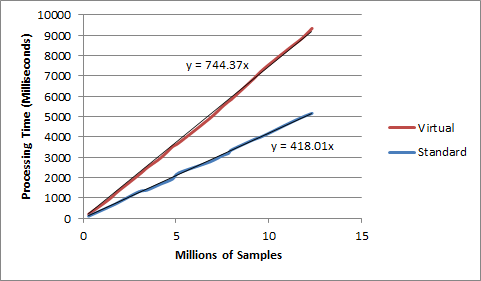 10000
9000
8000
7000
6000
5000
4000
3000
2000
1000
0
Processing Time (Milliseconds)
y = 744.37x
y = 418.01x
Virtual
Standard
0 5 10 15
Millions of Samples